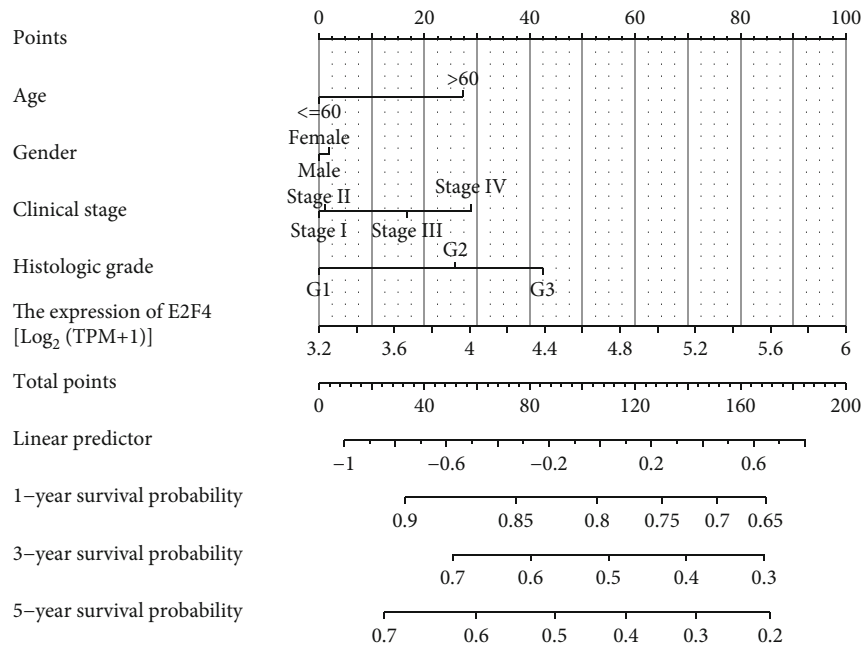 Points
0 20 40 60 80 100
Age
>60
<=60
Gender
Female
Male
Clinical stage
Stage II
Stage IV
Stage I
Stage III
Histologic grade
G2
G1
G3
The expression of E2F4
[Log2 (TPM+1)]
3.2 3.6 4 4.4 4.8 5.2 5.6 6
Total points
0 40 80 120 160 200
Linear predictor
−1 −0.6 −0.2 0.2 0.6
1−year survival probability
0.9 0.85 0.8 0.75 0.7 0.65
3−year survival probability
0.7 0.6 0.5 0.4 0.3
5−year survival probability
0.7 0.6 0.5 0.4 0.3 0.2